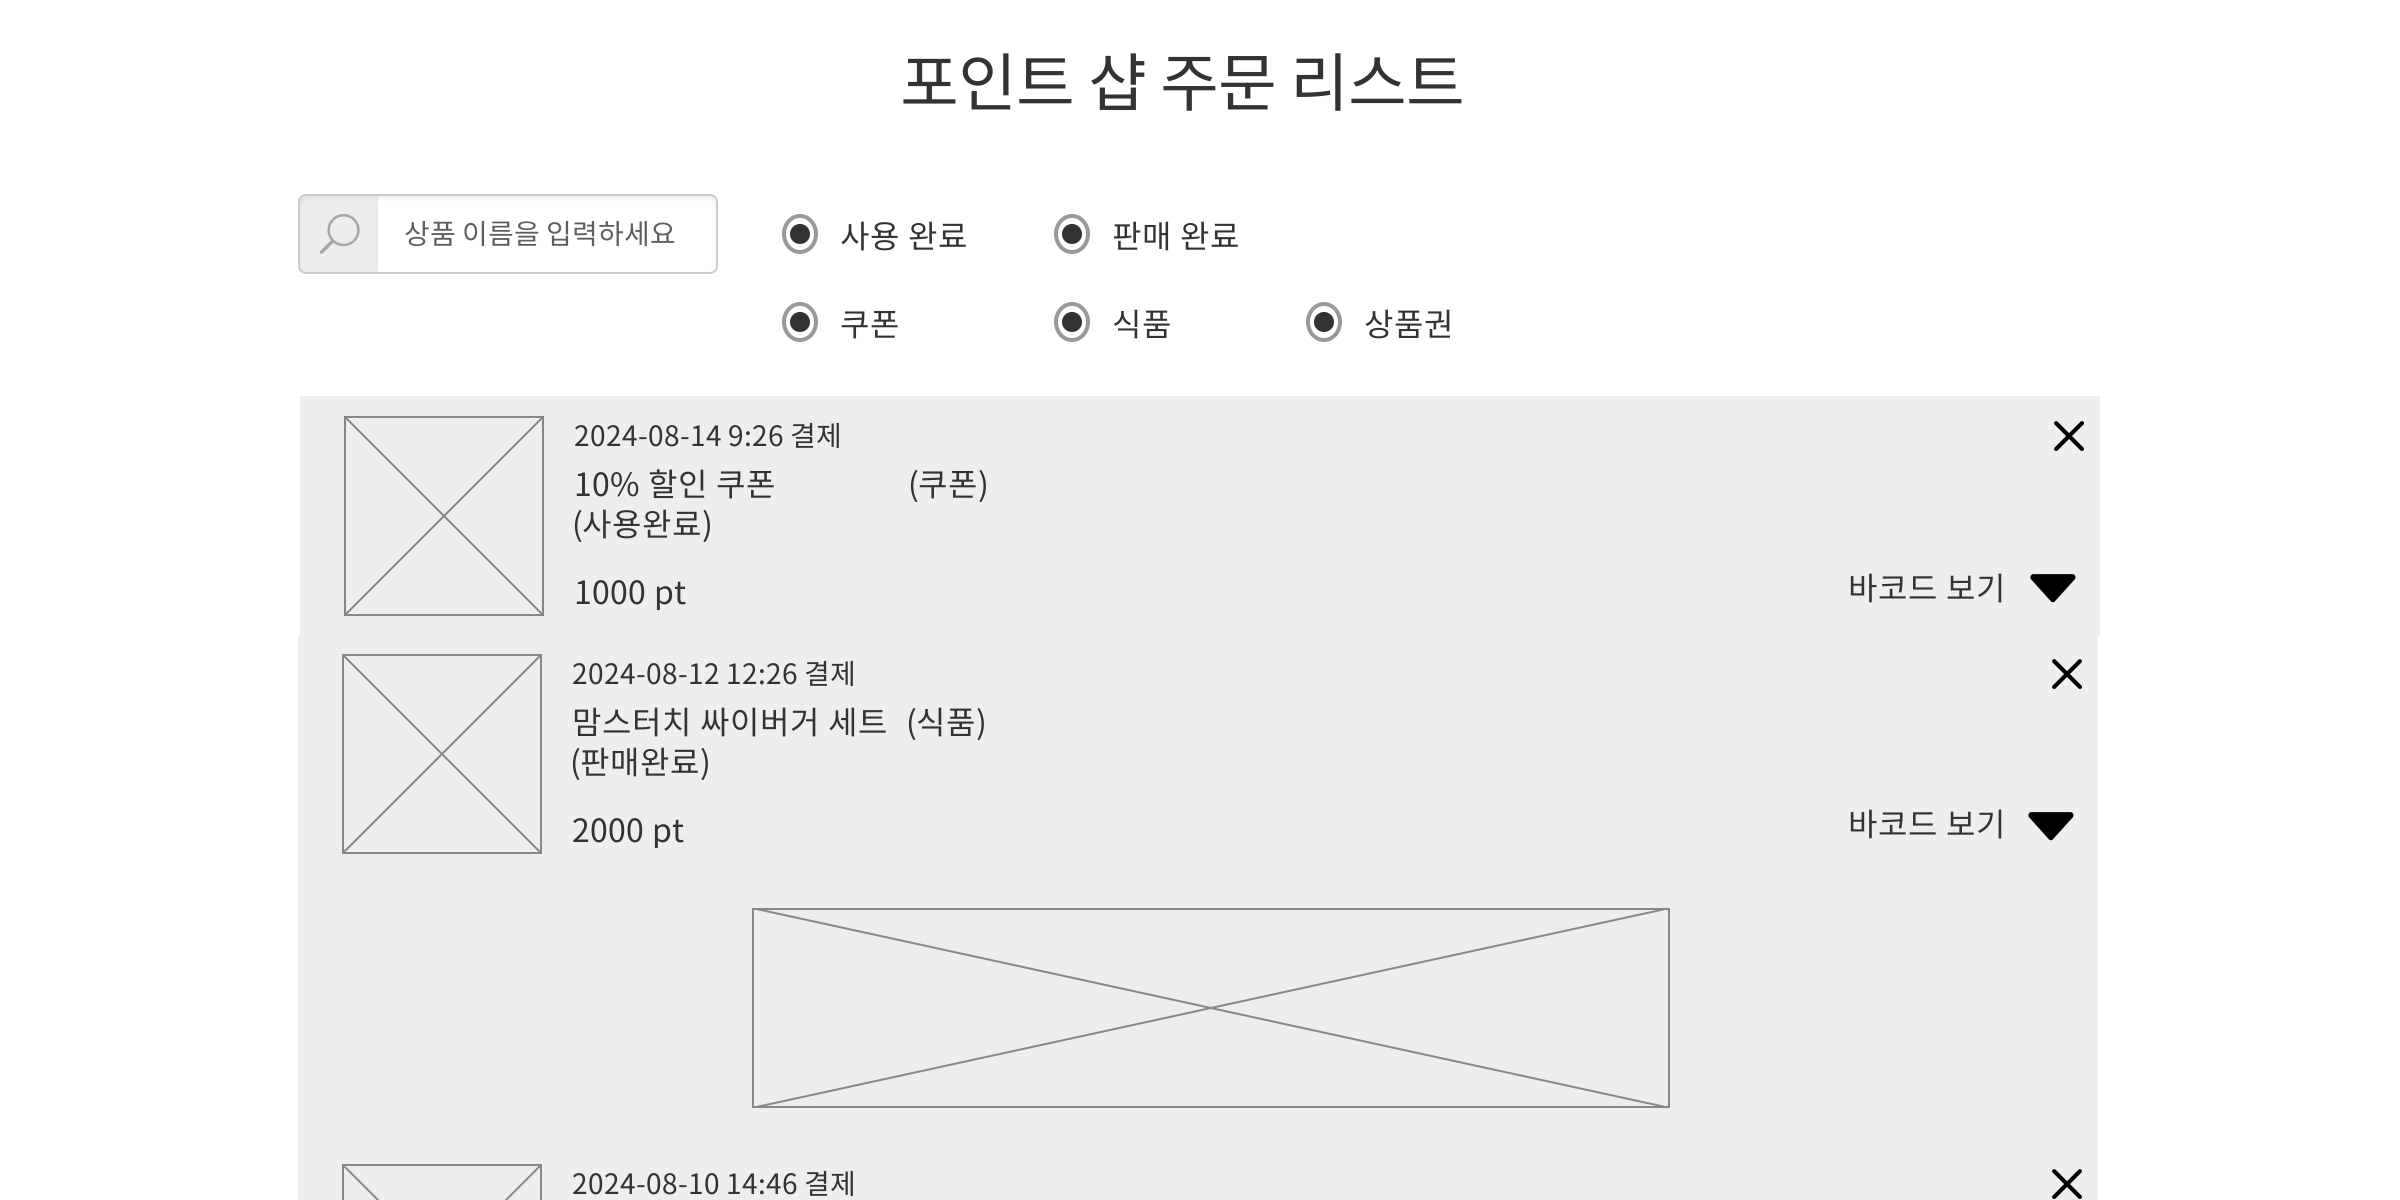 포인트 샵 주문 리스트
상품 이름을 입력하세요
사용 완료 판매 완료
쿠폰 식품 상품권
2024-08-14 9:26 결제
10% 할인 쿠폰 (쿠폰)
(사용완료)
1000 pt
바코드 보기
2024-08-12 12:26 결제
맘스터치 싸이버거 세트 (식품)
(판매완료)
2000 pt
바코드 보기
2024-08-10 14:46 결제